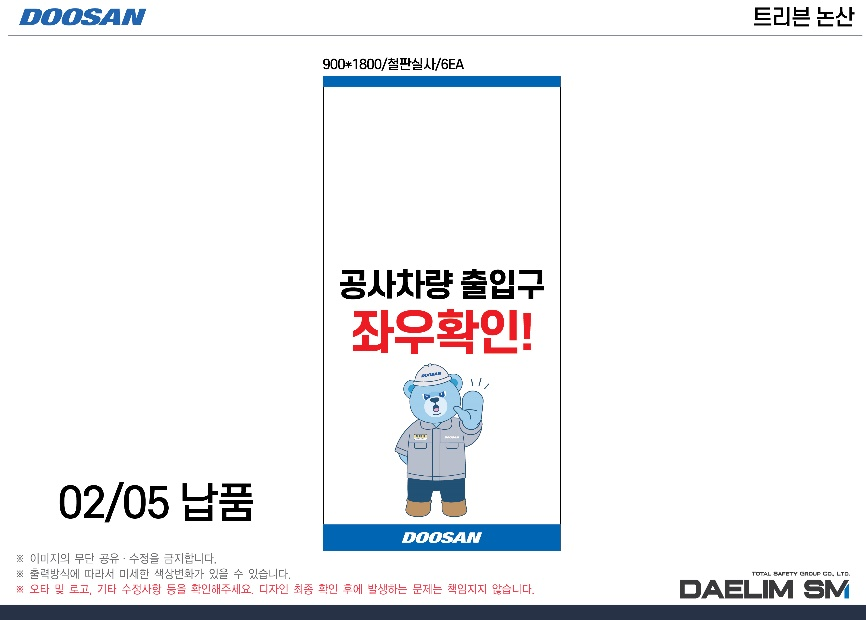 DOOSAN
트리븐 논산
900*1800/철판실사/6EA
공사차량 출입구
좌우확인!
DOOSAN
DOOSAN
02/05 납품
※ 이미지의 무단 공유 · 수정을 금지합니다.
※ 출력방식에 따라서 미세한 색상변화가 있을 수 있습니다.
※ 오타 및 로고, 기타 수정사항 등을 확인해주세요. 디자인 최종 확인 후에 발생하는 문제는 책임지지 않습니다.
TOTAL SAFETY GROUP CO., LTD.
DAELIM SM